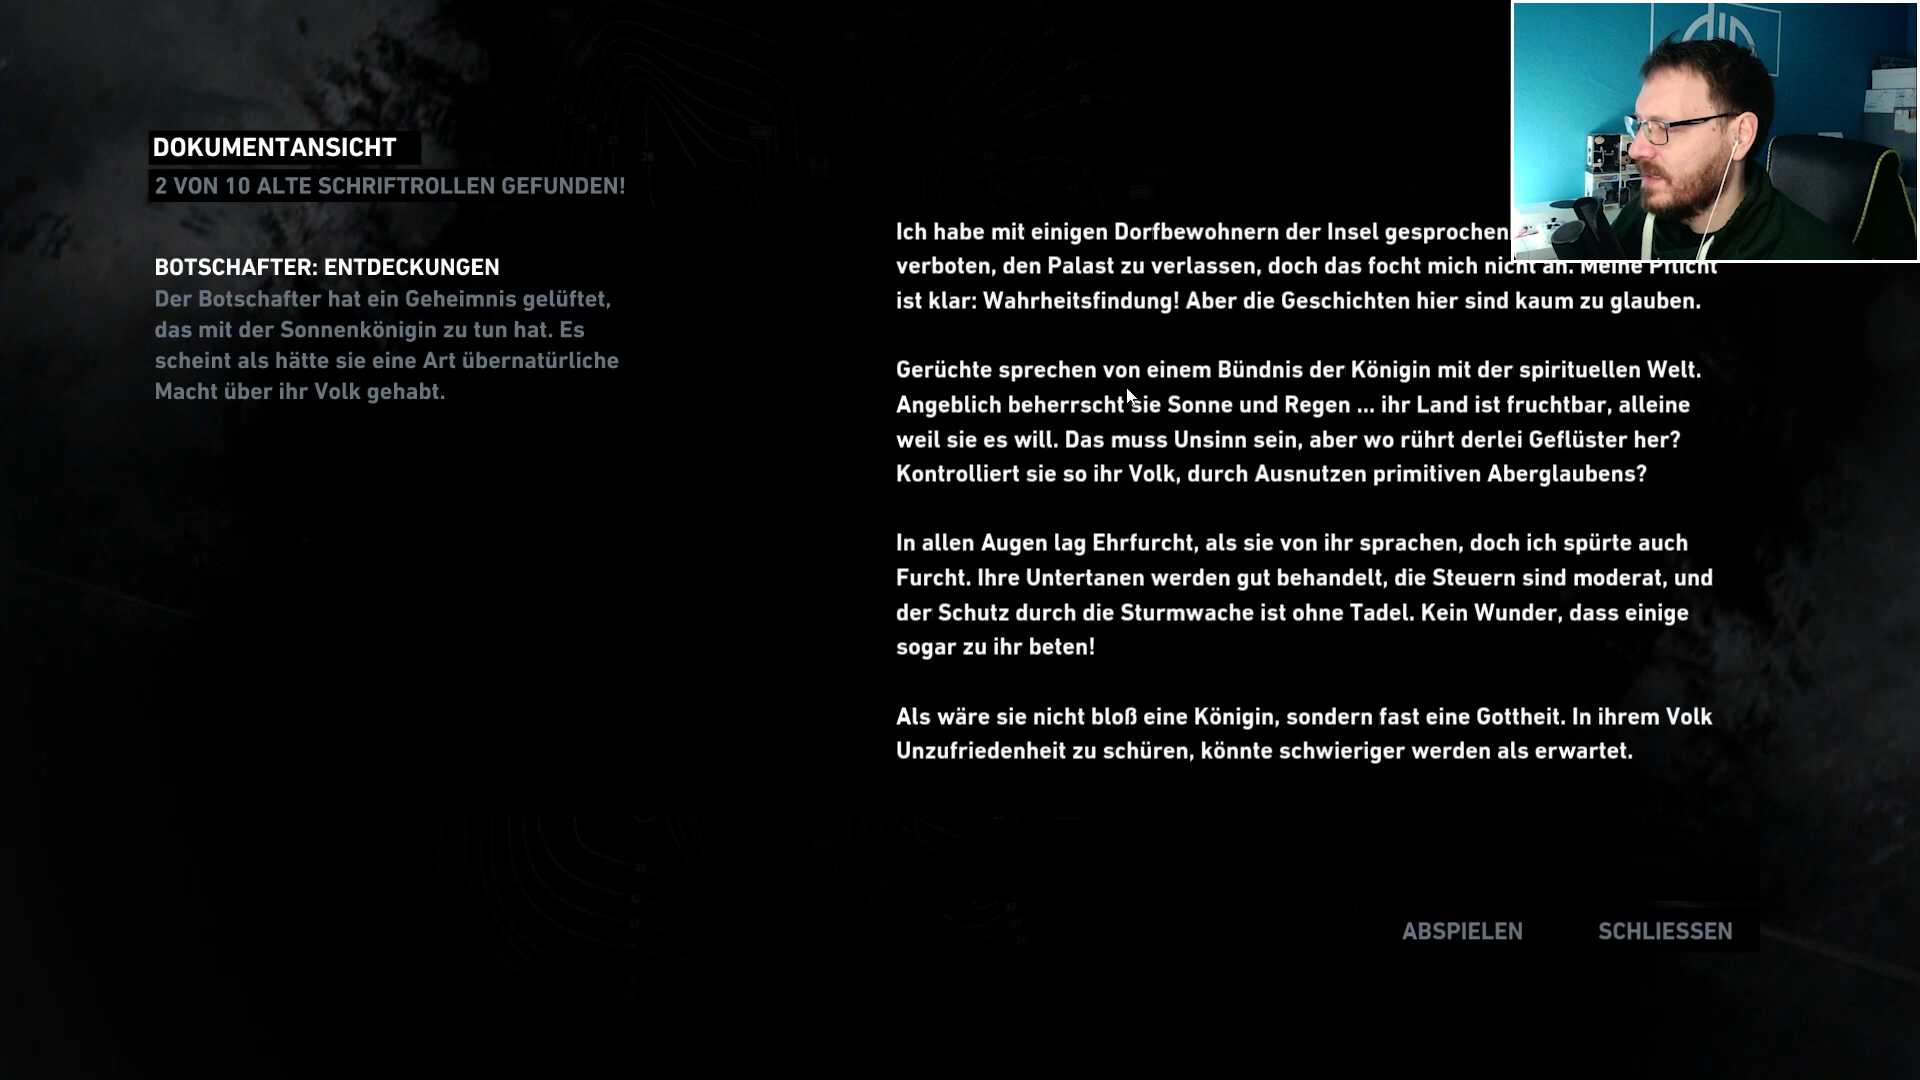 DOKUMENTANSICHT
2 VON 10 ALTE SCHRIFTROLLEN GEFUNDEN!
BOTSCHAFTER: ENTDECKUNGEN
Der Botschafter hat ein Geheimnis gelüftet,
das mit der Sonnenkönigin zu tun hat. Es
scheint als hätte sie eine Art übernatürliche
Macht über ihr Volk gehabt.
Ich habe mit einigen Dorfbewohnern der Insel gesprochen
verboten, den Palast zu verlassen, doch das focht mich nicht an. Meine Pflicht
ist klar: Wahrheitsfindung! Aber die Geschichten hier sind kaum zu glauben.
Gerüchte sprechen von einem Bündnis der Königin mit der spirituellen Welt.
Angeblich beherrscht sie Sonne und Regen ... ihr Land ist fruchtbar, alleine
weil sie es will. Das muss Unsinn sein, aber wo rührt derlei Geflüster her?
Kontrolliert sie so ihr Volk, durch Ausnutzen primitiven Aberglaubens?
In allen Augen lag Ehrfurcht, als sie von ihr sprachen, doch ich spürte auch
Furcht. Ihre Untertanen werden gut behandelt, die Steuern sind moderat, und
der Schutz durch die Sturmwache ist ohne Tadel. Kein Wunder, dass einige
sogar zu ihr beten!
Als wäre sie nicht bloß eine Königin, sondern fast eine Gottheit. In ihrem Volk
Unzufriedenheit zu schüren, könnte schwieriger werden als erwartet.
ABSPIELEN
SCHLIESSEN